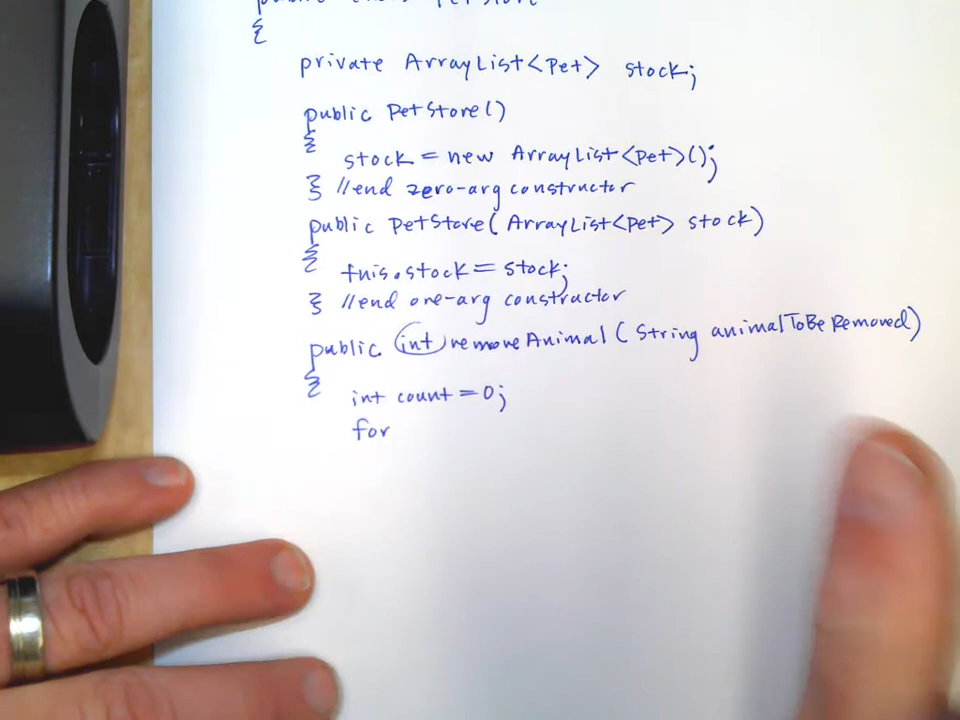 {
private ArrayList<Pet> stock;
public PetStore()
{
stock = new ArrayList<Pet>();
} //end zero-arg constructor
public PetStore(ArrayList<Pet> stock)
{
this.stock = stock;
} //end one-arg constructor
public int removeAnimal(String animalToBeRemoved)
{
int count = 0;
for